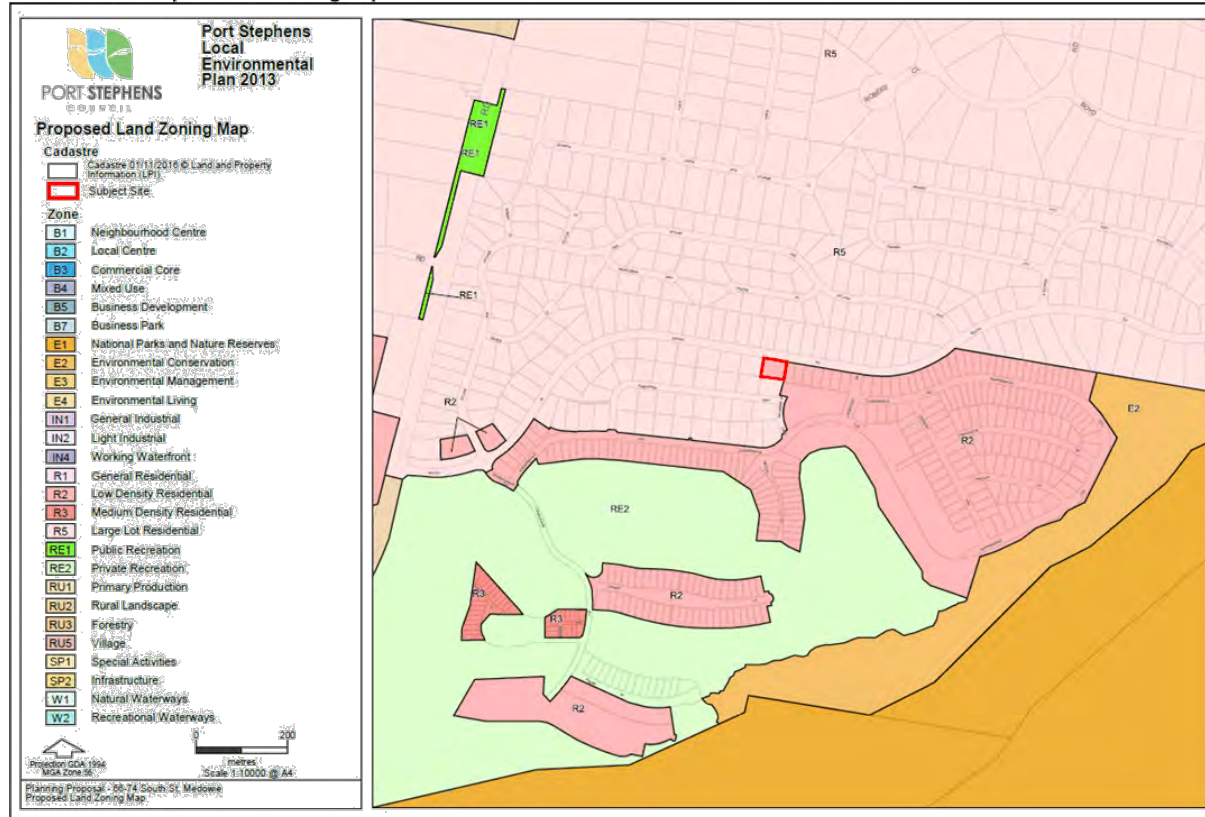 Port Stephens
Local
Environmental
Plan 2013
PORT STEPHENS
COUNCIL
Proposed Land Zoning Map
Cadastre
Cadastre 01/11/2016 © Land and Property
Information (LPI)
Subject Site
Zone
B1 Neighbourhood Centre
B2 Local Centre
B3 Commercial Core
B4 Mixed Use
B5 Business Development
B7 Business Park
E1 National Parks and Nature Reserves
E2 Environmental Conservation
E3 Environmental Management
E4 Environmental Living
IN1 General Industrial
IN2 Light Industrial
IN4 Working Waterfront
R1 General Residential
R2 Low Density Residential
R3 Medium Density Residential
R5 Large Lot Residential
RE1 Public Recreation
RE2 Private Recreation
RU1 Primary Production
RU2 Rural Landscape
RU3 Forestry
RU5 Village
SP1 Special Activities
SP2 Infrastructure
W1 Natural Waterways
W2 Recreational Waterways
0 200
metres
Projection GDA 1994
MGA Zone 56
Scale 1:10000 @ A4
Planning Proposal - 66-74 South St, Medowie
Proposed Land Zoning Map
R5
RD
CL
BOYD
RD
RE1
RE1
R5
RD
RE1
R2
E2
R2
RE2
R3
R2
R3
R2